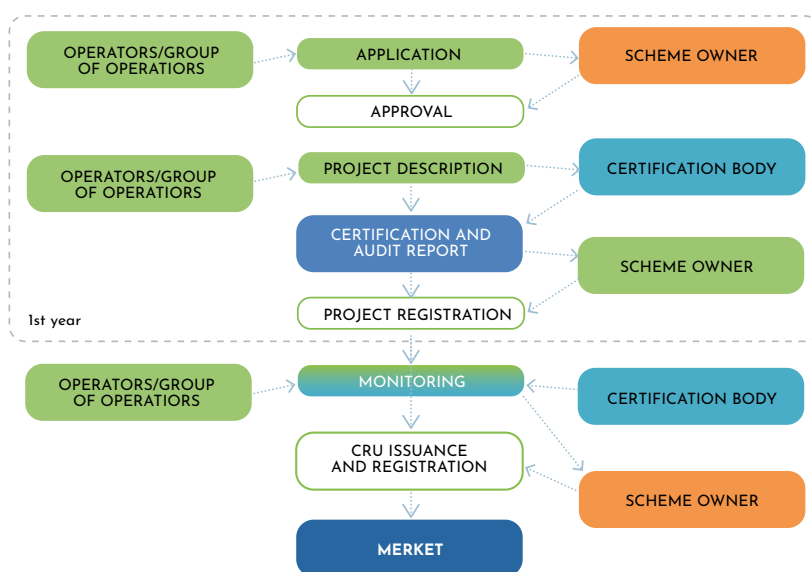 OPERATORS/GROUP
OF OPERATIORS
APPLICATION
SCHEME OWNER
APPROVAL
OPERATORS/GROUP
OF OPERATIORS
PROJECT DESCRIPTION
CERTIFICATION BODY
CERTIFICATION AND
AUDIT REPORT
SCHEME OWNER
PROJECT REGISTRATION
1st year
OPERATORS/GROUP
OF OPERATIORS
MONITORING
CERTIFICATION BODY
CRU ISSUANCE
AND REGISTRATION
SCHEME OWNER
MERKET